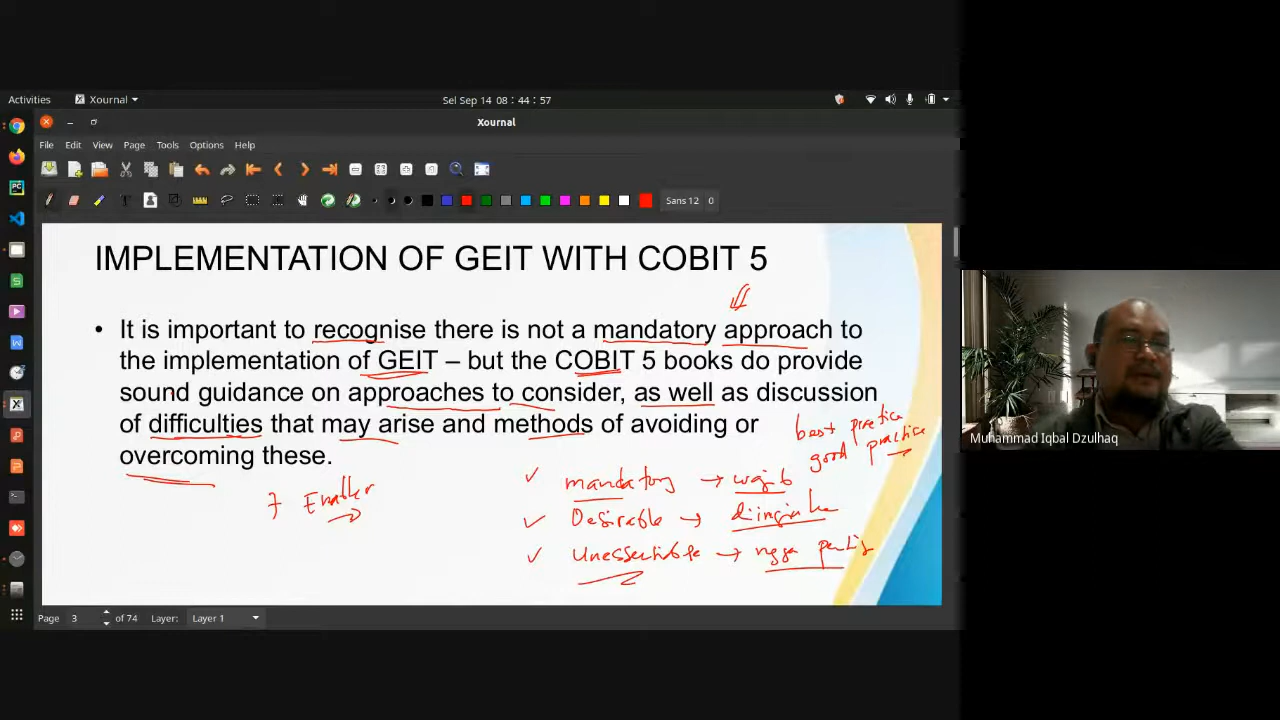 Activities Xournal Sel Sep 14 08:44:57
Xournal
File Edit View Page Tools Options Help
Sans 12 0
IMPLEMENTATION OF GEIT WITH COBIT 5
• It is important to recognise there is not a mandatory approach to
the implementation of GEIT – but the COBIT 5 books do provide
sound guidance on approaches to consider, as well as discussion
of difficulties that may arise and methods of avoiding or
overcoming these.
best practice
good practice
7 Enabler
✓ mandatory → wajib
✓ Desirable → diinginkan
✓ → ngga penting
Muhammad Iqbal Dzulhaq
Page 3 of 74 Layer: Layer 1